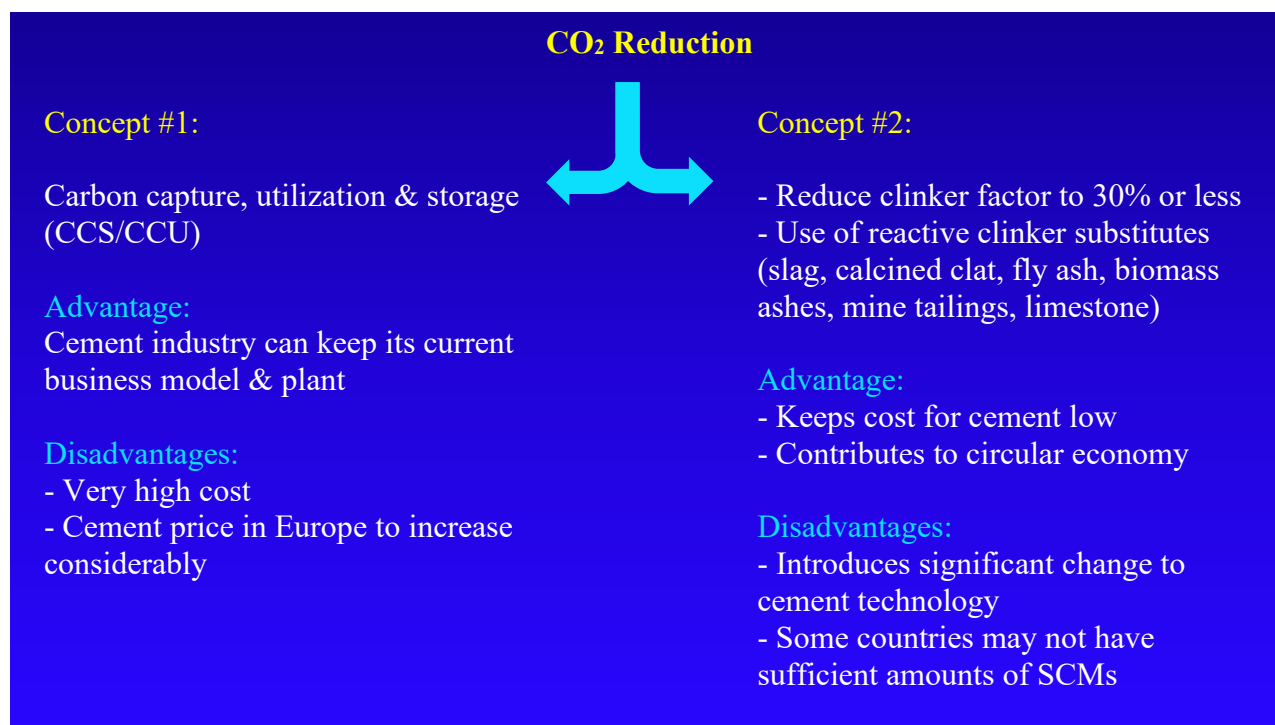 CO₂ Reduction
Concept #1:
Carbon capture, utilization & storage
(CCS/CCU)
Advantage:
Cement industry can keep its current
business model & plant
Disadvantages:
- Very high cost
- Cement price in Europe to increase
considerably
Concept #2:
- Reduce clinker factor to 30% or less
- Use of reactive clinker substitutes
(slag, calcined clat, fly ash, biomass
ashes, mine tailings, limestone)
Advantage:
- Keeps cost for cement low
- Contributes to circular economy
Disadvantages:
- Introduces significant change to
cement technology
- Some countries may not have
sufficient amounts of SCMs